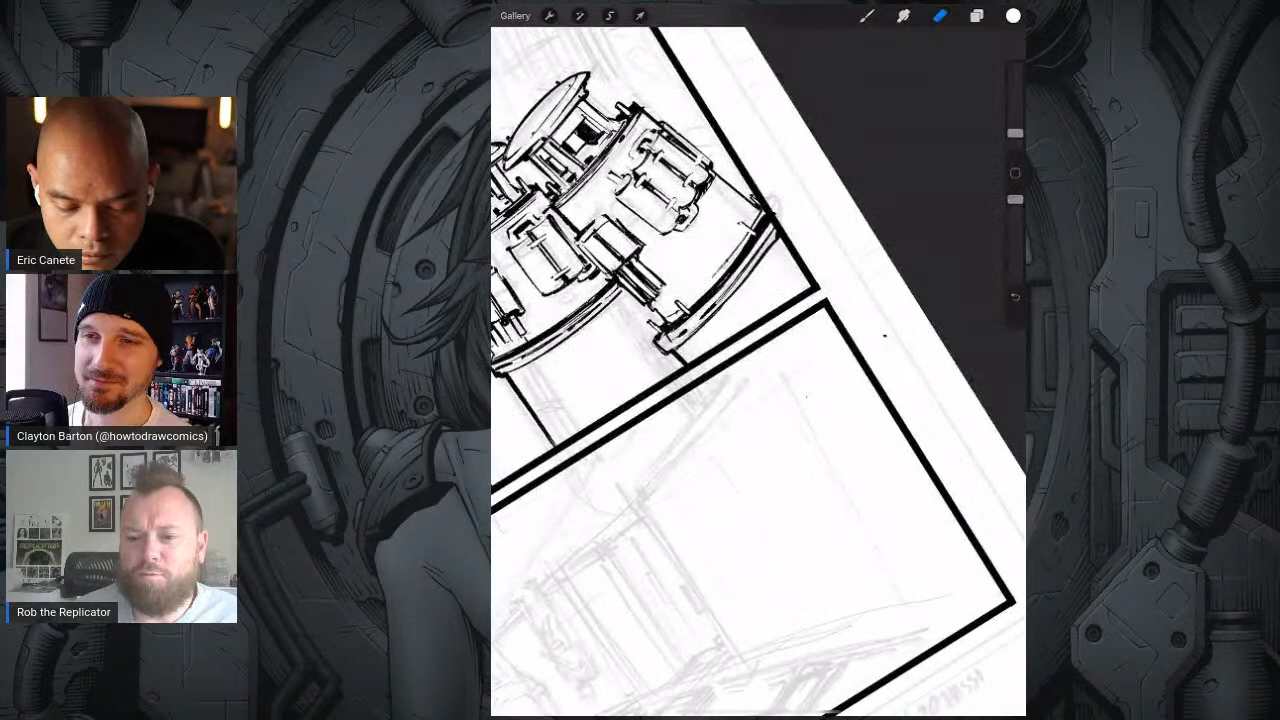 Gallery
Eric Canete
Clayton Barton (@howtodrawcomics)
Rob the Replicator